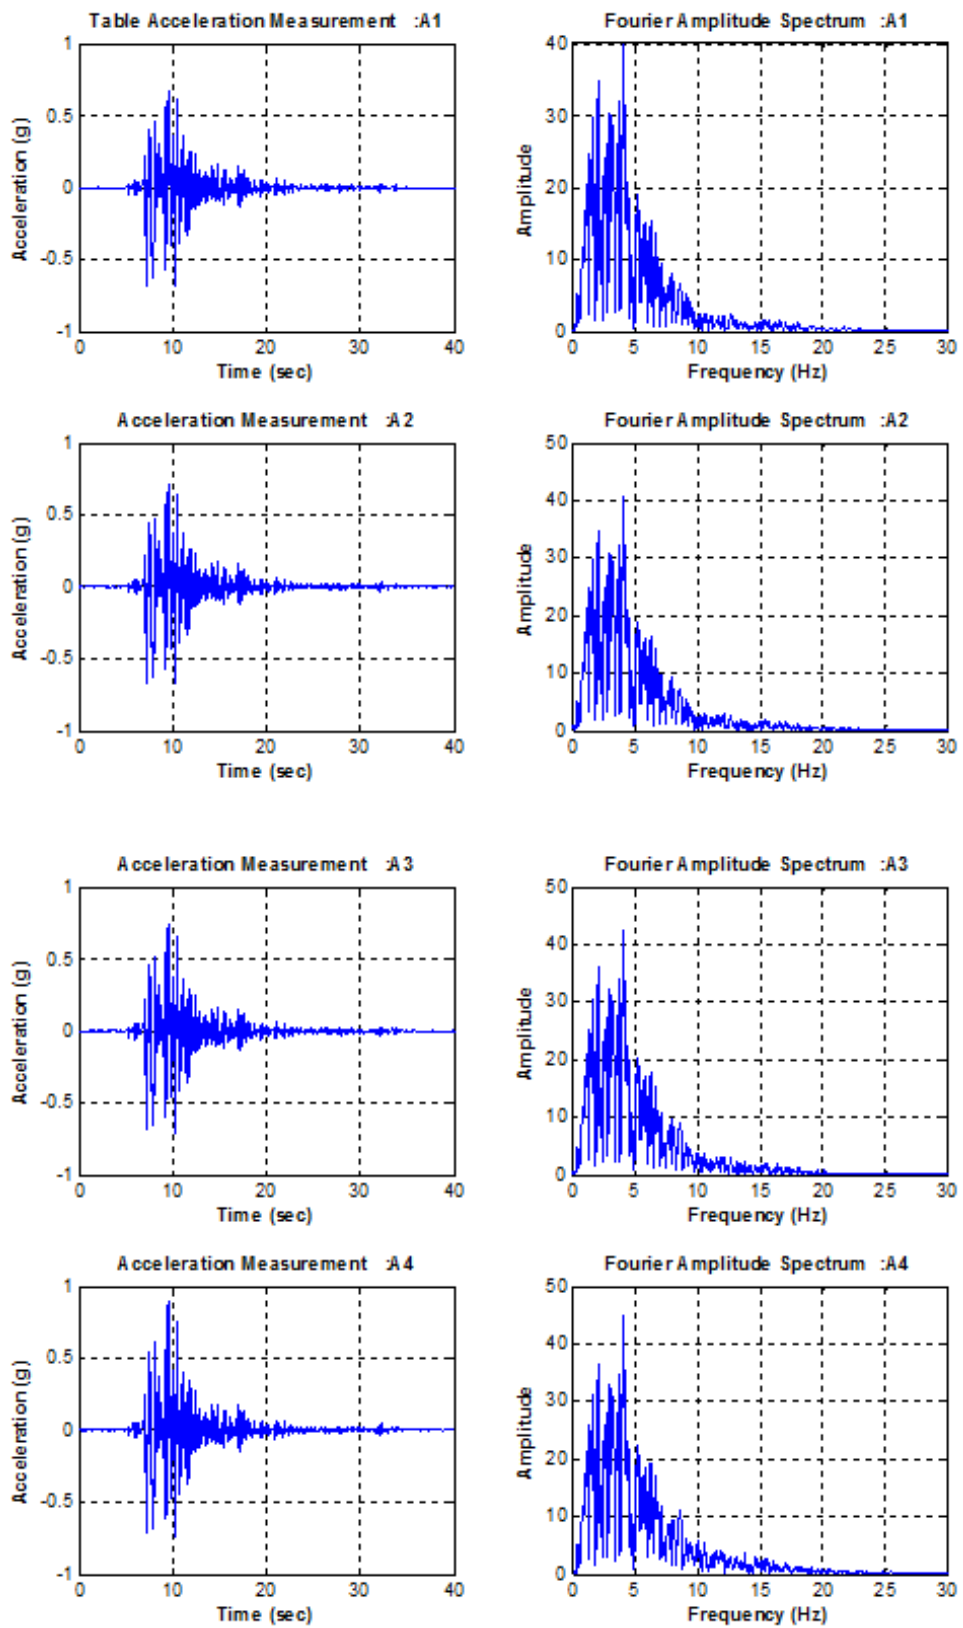 Table Acceleration Measurement :A1
Fourier Amplitude Spectrum :A1
1
0.5
0
-0.5
-1
Acceleration (g)
0 10 20 30 40
Time (sec)
40
30
20
10
0
Amplitude
0 5 10 15 20 25 30
Frequency (Hz)
Acceleration Measurement :A2
Fourier Amplitude Spectrum :A2
1
0.5
0
-0.5
-1
Acceleration (g)
0 10 20 30 40
Time (sec)
50
40
30
20
10
0
Amplitude
0 5 10 15 20 25 30
Frequency (Hz)
Acceleration Measurement :A3
Fourier Amplitude Spectrum :A3
1
0.5
0
-0.5
-1
Acceleration (g)
0 10 20 30 40
Time (sec)
50
40
30
20
10
0
Amplitude
0 5 10 15 20 25 30
Frequency (Hz)
Acceleration Measurement :A4
Fourier Amplitude Spectrum :A4
1
0.5
0
-0.5
-1
Acceleration (g)
0 10 20 30 40
Time (sec)
50
40
30
20
10
0
Amplitude
0 5 10 15 20 25 30
Frequency (Hz)